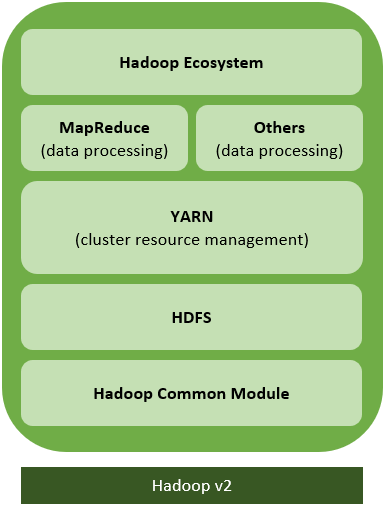 Hadoop Ecosystem
MapReduce
(data processing)
Others
(data processing)
YARN
(cluster resource management)
HDFS
Hadoop Common Module
Hadoop v2